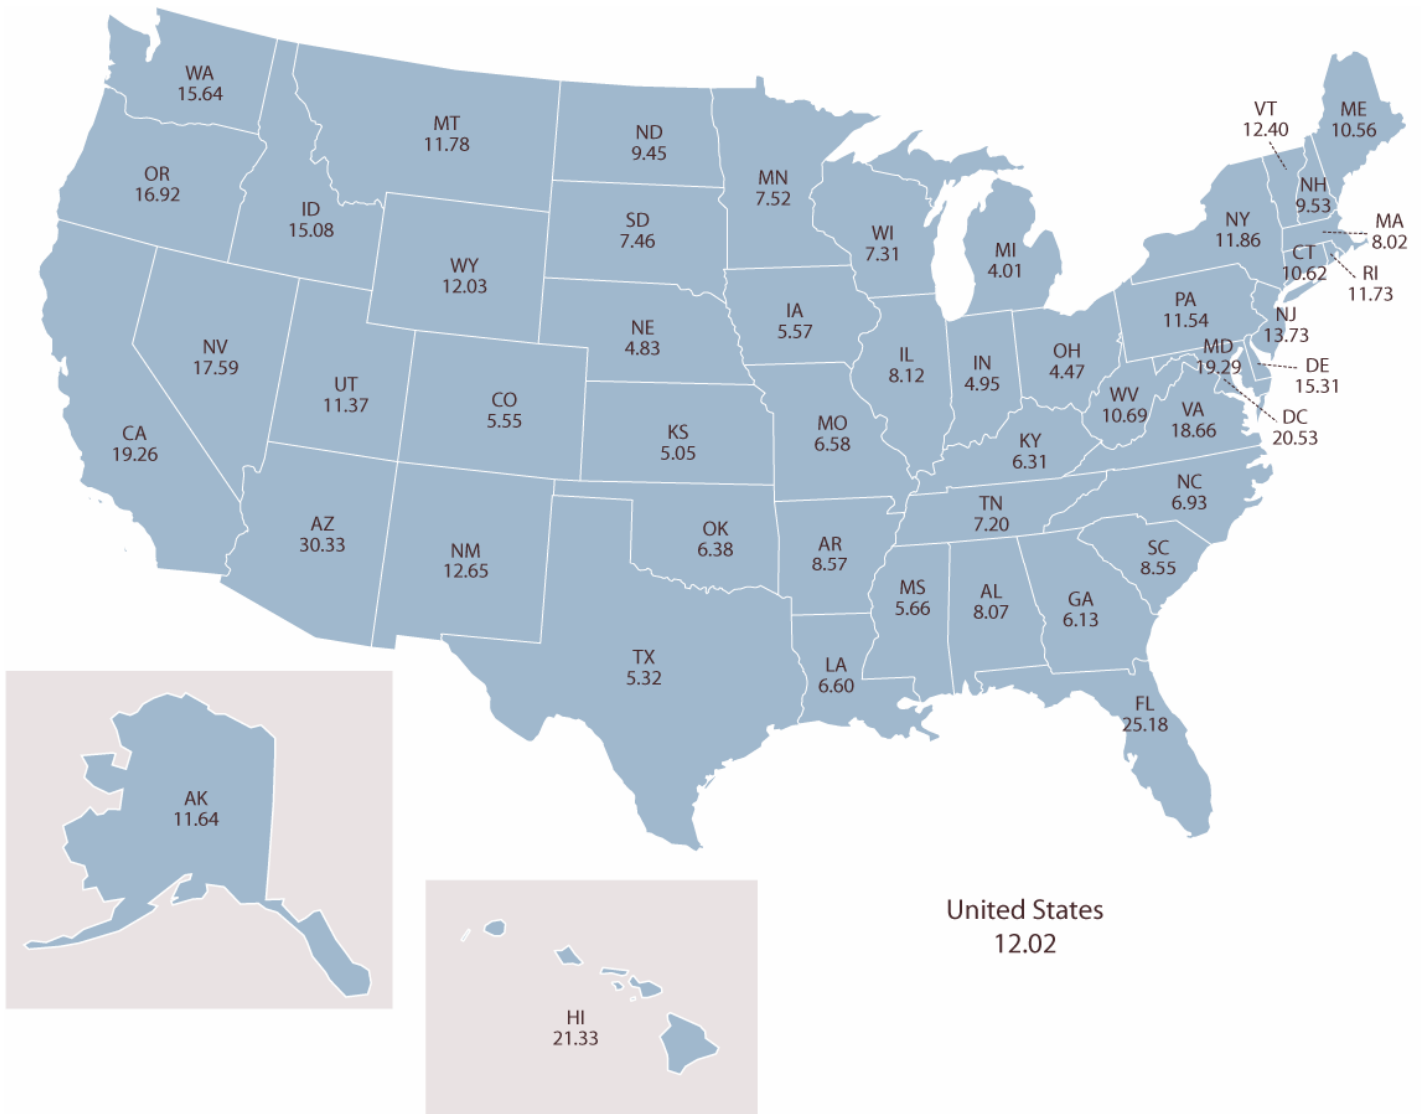 WA
15.64
MT
11.78
ND
9.45
MN
7.52
VT
12.40
ME
10.56
OR
16.92
ID
15.08
SD
7.46
WI
7.31
MI
4.01
NY
11.86
NH
9.53
MA
8.02
WY
12.03
CT
10.62
RI
11.73
IA
5.57
PA
11.54
NJ
13.73
NE
4.83
NV
17.59
UT
11.37
CO
5.55
IL
8.12
IN
4.95
OH
4.47
MD
19.29
DE
15.31
WV
10.69
VA
18.66
DC
20.53
CA
19.26
KS
5.05
MO
6.58
KY
6.31
NC
6.93
TN
7.20
AZ
30.33
NM
12.65
OK
6.38
AR
8.57
SC
8.55
MS
5.66
AL
8.07
GA
6.13
TX
5.32
LA
6.60
FL
25.18
AK
11.64
United States
12.02
HI
21.33